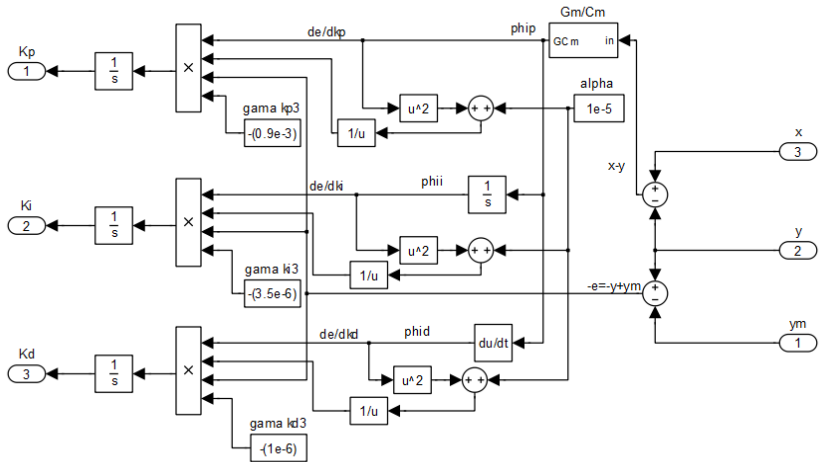 Gm/Cm
Kp
1
1
s
×
de/dkp
phip
GC m
in
alpha
1e-5
u^2
+ +
1/u
gama kp3
-(0.9e-3)
x
3
x-y
+
−
Ki
2
1
s
×
de/dki
phii
1
s
u^2
+ +
1/u
gama ki3
-(3.5e-6)
y
2
-e=-y+ym
+
−
ym
1
Kd
3
1
s
×
de/dkd
phid
du/dt
u^2
+ +
1/u
gama kd3
-(1e-6)